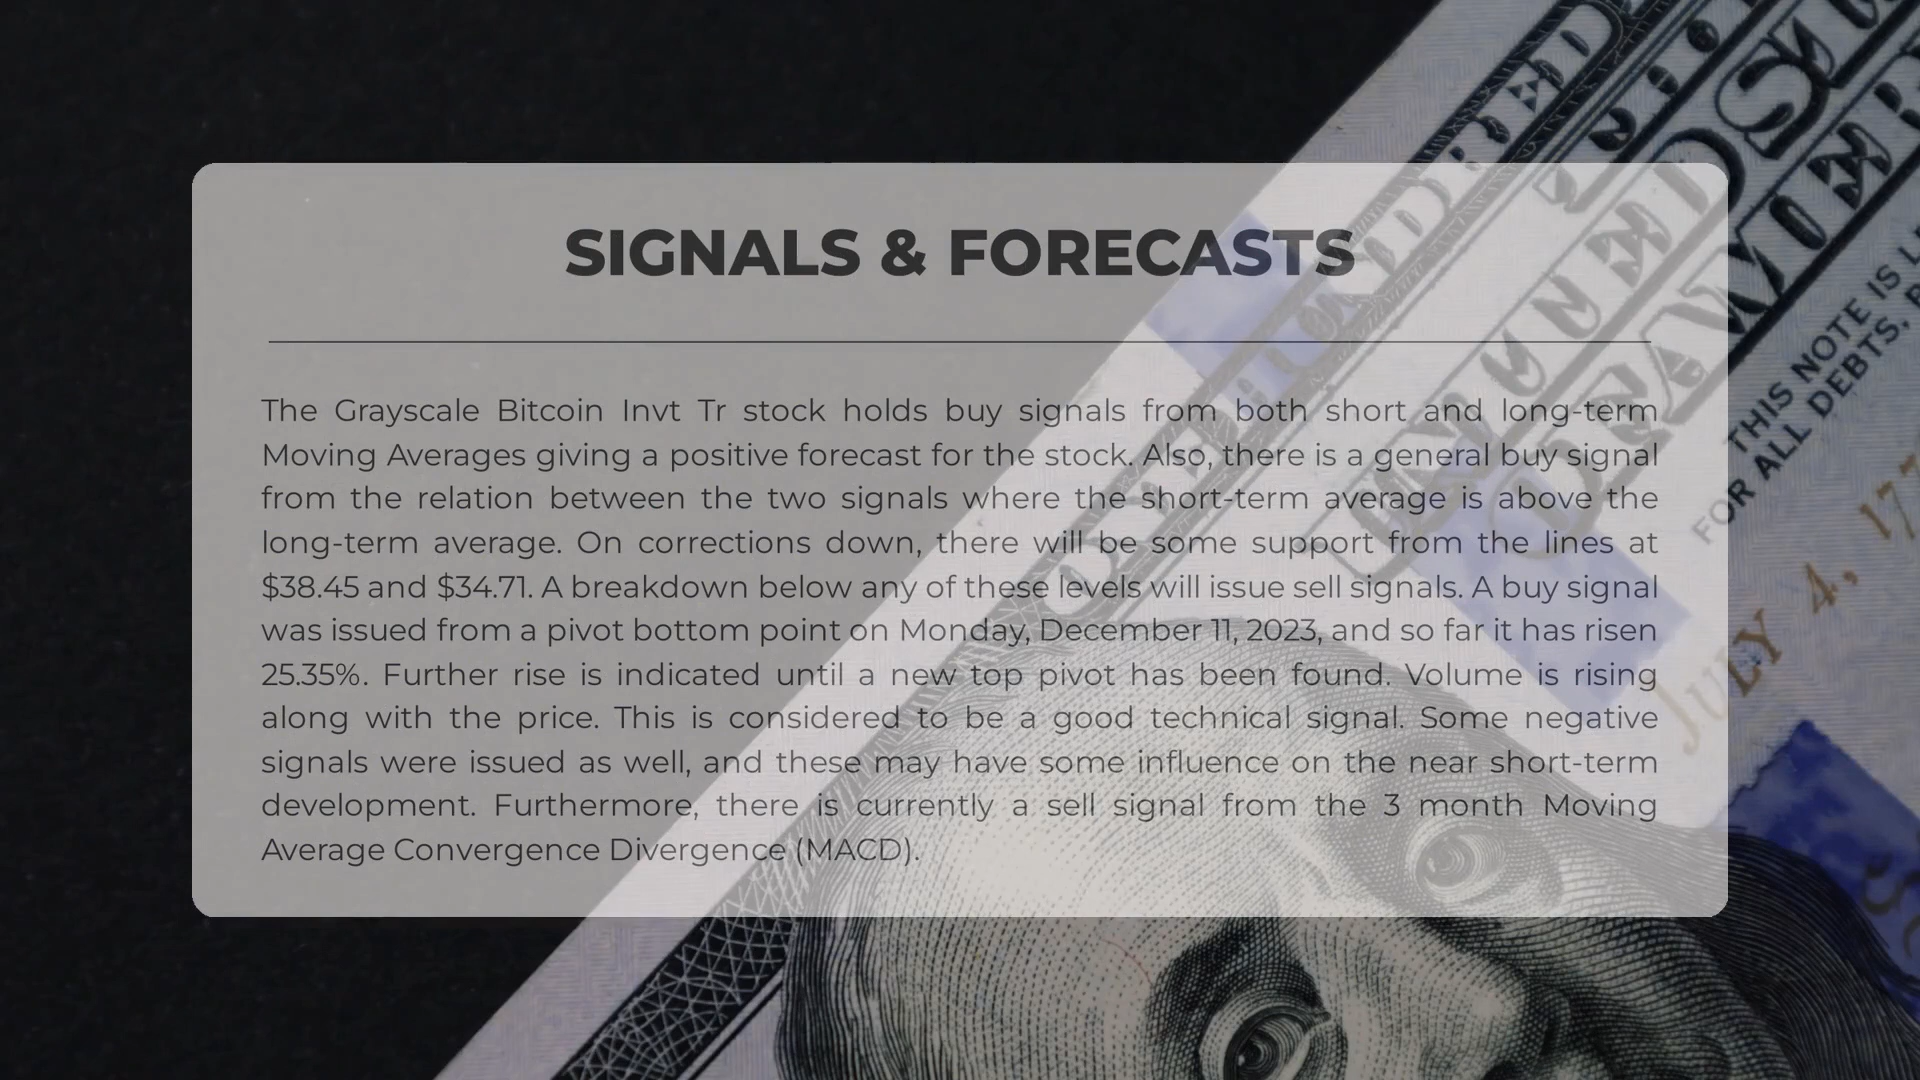 SIGNALS & FORECASTS
The Grayscale Bitcoin Invt Tr stock holds buy signals from both short and long-term
Moving Averages giving a positive forecast for the stock. Also, there is a general buy signal
from the relation between the two signals where the short-term average is above the
long-term average. On corrections down, there will be some support from the lines at
$38.45 and $34.71. A breakdown below any of these levels will issue sell signals. A buy signal
was issued from a pivot bottom point on Monday, December 11, 2023, and so far it has risen
25.35%. Further rise is indicated until a new top pivot has been found. Volume is rising
along with the price. This is considered to be a good technical signal. Some negative
signals were issued as well, and these may have some influence on the near short-term
development. Furthermore, there is currently a sell signal from the 3 month Moving
Average Convergence Divergence (MACD).
THIS NOTE IS
FOR ALL DEBTS,
JULY 4,